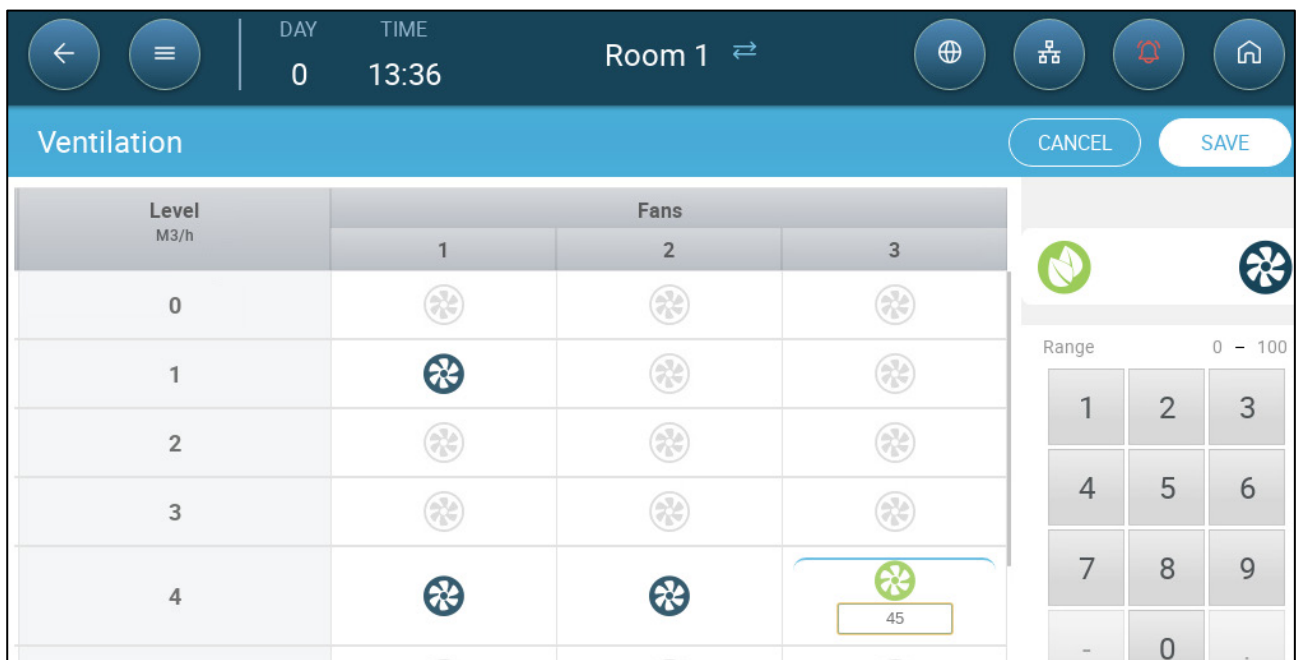 DAY TIME
0 13:36
Room 1
Ventilation
CANCEL SAVE
Level
M3/h
Fans
1 2 3
0
1
2
3
4
45
Range 0 – 100
1 2 3
4 5 6
7 8 9
- 0 .